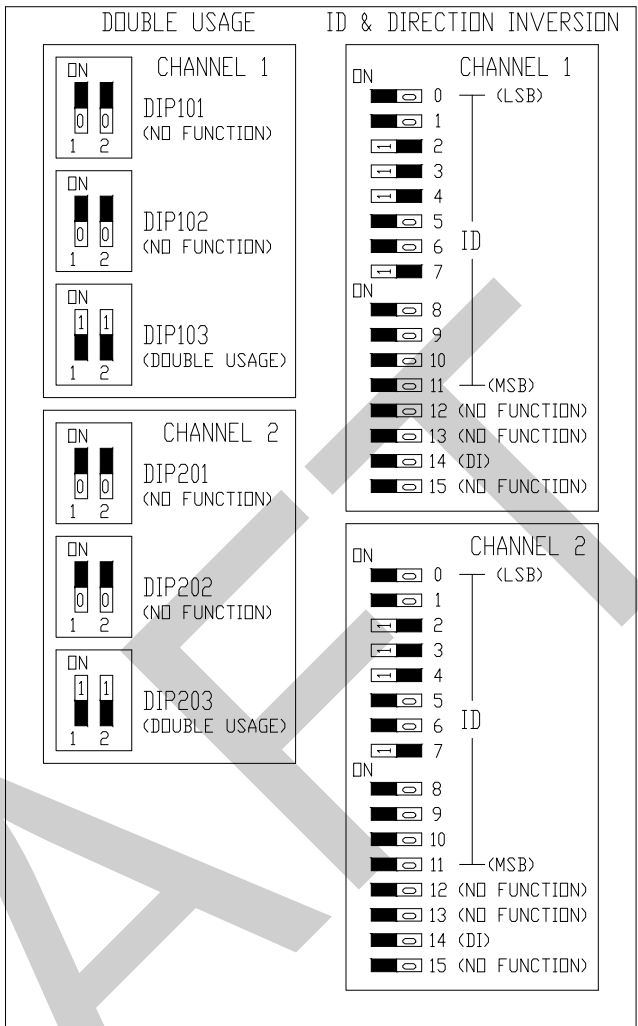 DOUBLE USAGE
CHANNEL 1
ON
0 0
1 2
DIP101
(NO FUNCTION)
ON
0 0
1 2
DIP102
(NO FUNCTION)
ON
1 1
1 2
DIP103
(DOUBLE USAGE)
CHANNEL 2
ON
0 0
1 2
DIP201
(NO FUNCTION)
ON
0 0
1 2
DIP202
(NO FUNCTION)
ON
1 1
1 2
DIP203
(DOUBLE USAGE)
ID & DIRECTION INVERSION
CHANNEL 1
ON
0 0 (LSB)
0 1
1 2
1 3
1 4
0 5
0 6
ID
1 7
ON
0 8
0 9
0 10
0 11 (MSB)
0 12 (NO FUNCTION)
0 13 (NO FUNCTION)
0 14 (DI)
0 15 (NO FUNCTION)
CHANNEL 2
ON
0 0 (LSB)
0 1
1 2
1 3
1 4
0 5
0 6
ID
1 7
ON
0 8
0 9
0 10
0 11 (MSB)
0 12 (NO FUNCTION)
0 13 (NO FUNCTION)
0 14 (DI)
0 15 (NO FUNCTION)
AFT